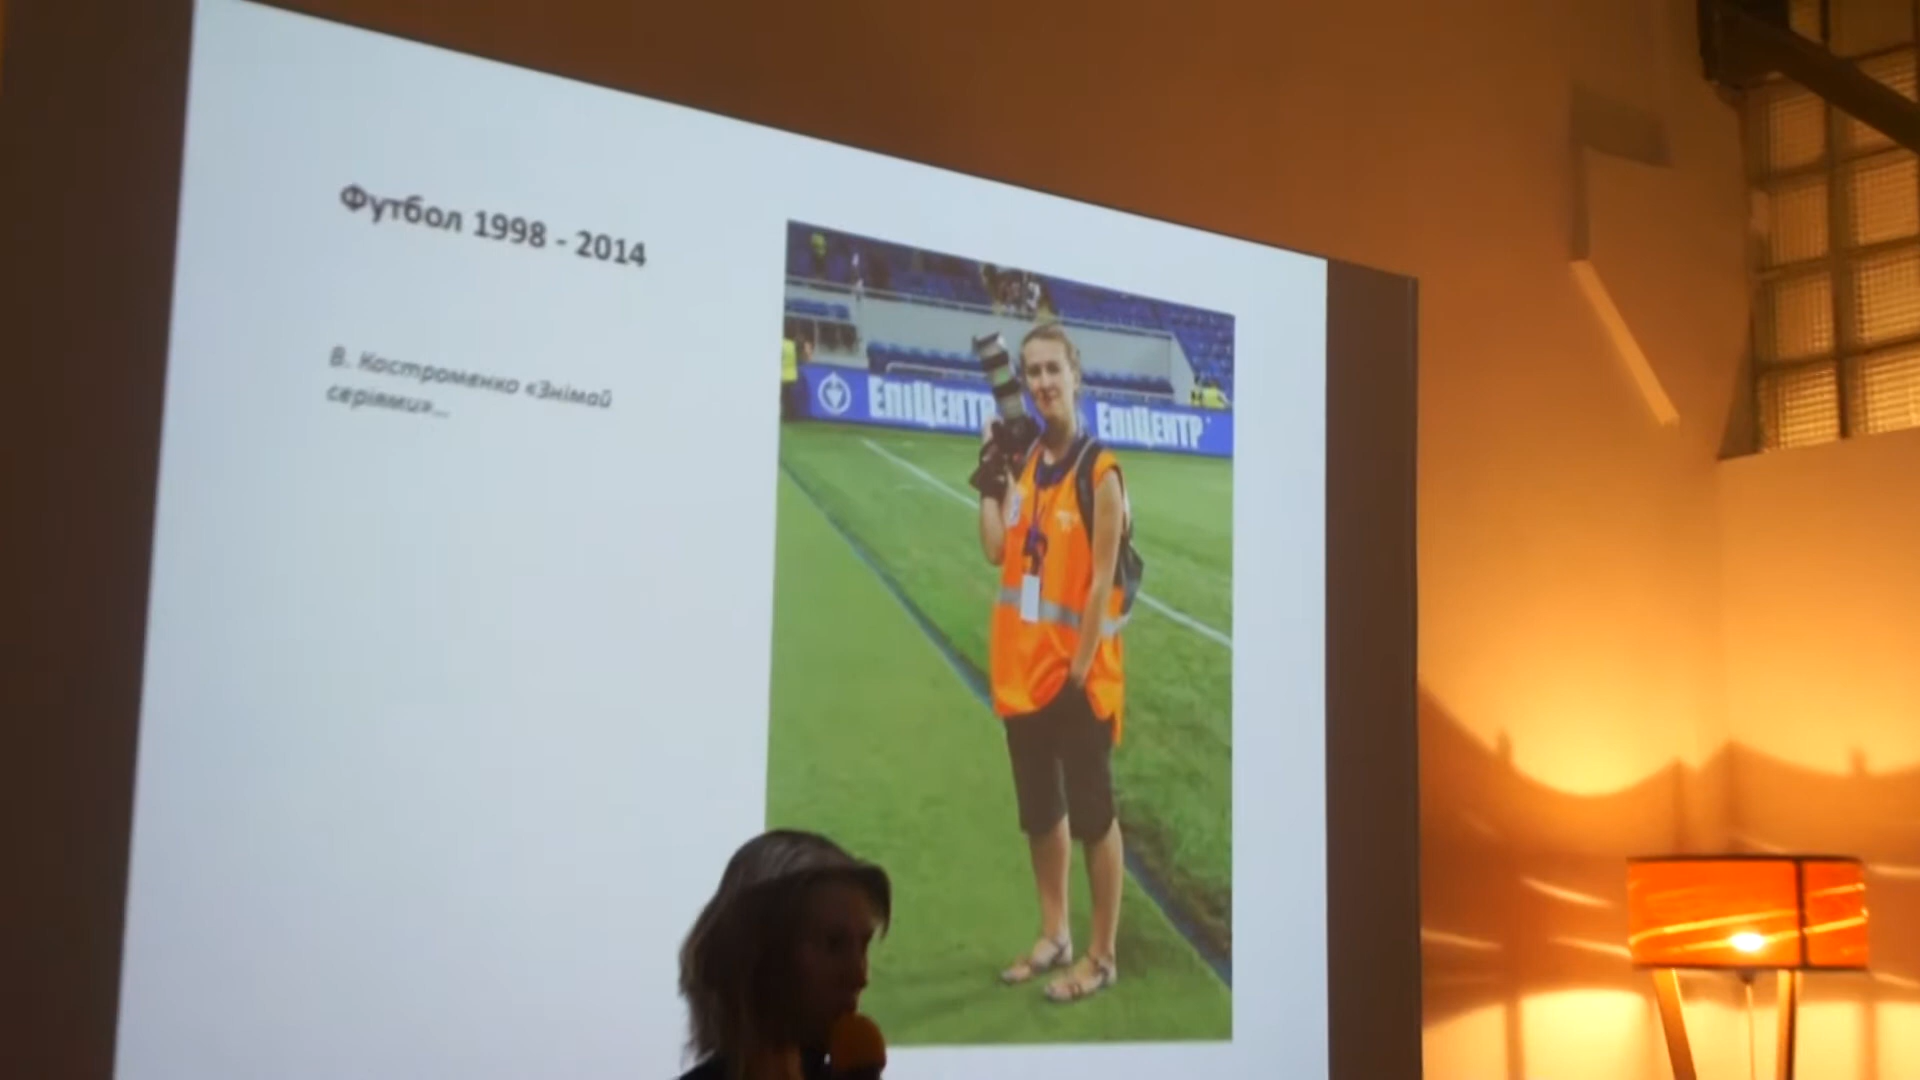 Футбол 1998 - 2014
В. Костроменко «Знімай
серіями»...
ЕПІЦЕНТР
ЕПІЦЕНТР